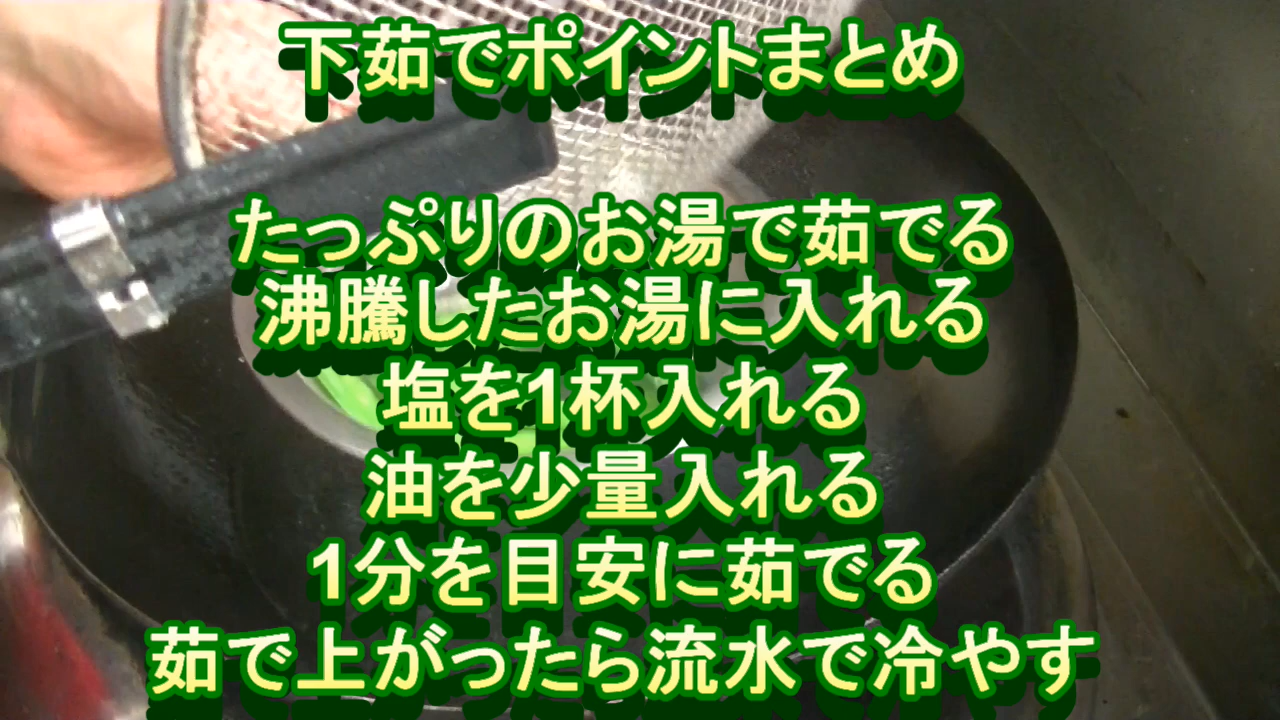 下茹でポイントまとめ
たっぷりのお湯で茹でる
沸騰したお湯に入れる
塩を1杯入れる
油を少量入れる
1分を目安に茹でる
茹で上がったら流水で冷やす